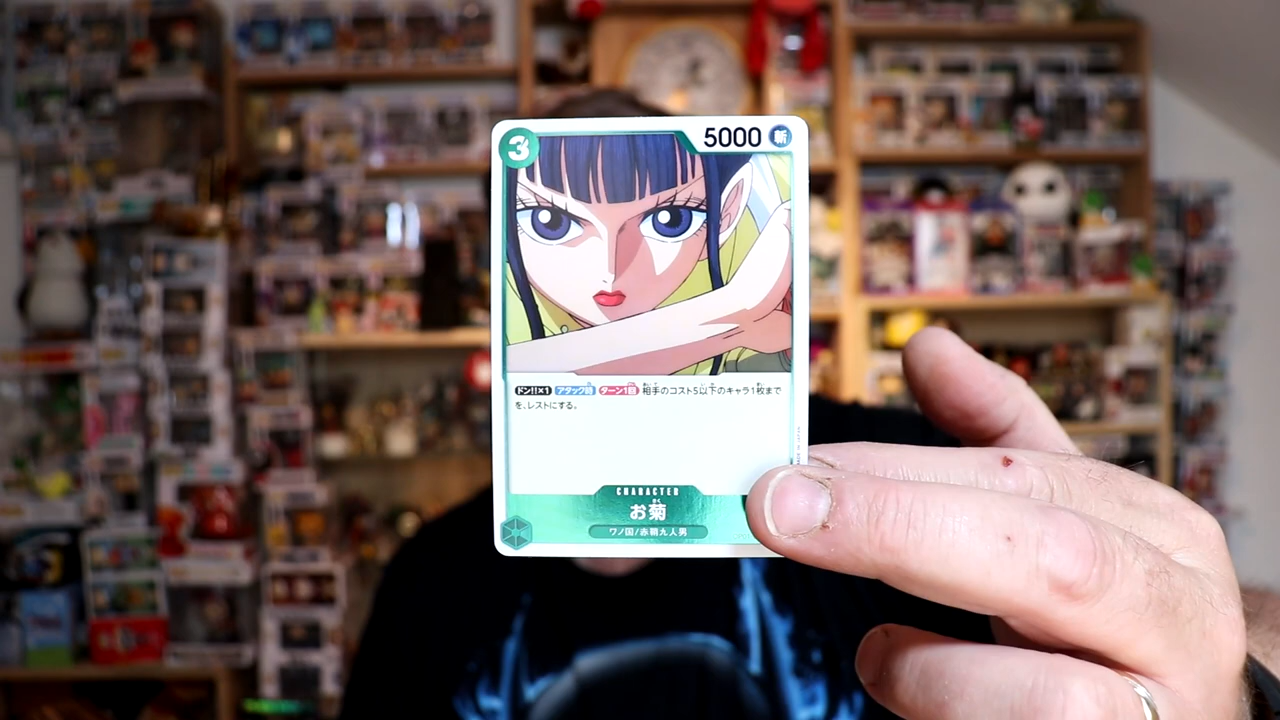 3
5000 斬
ドン!!×1 アタック時 ターン1回 相手のコスト5以下のキャラ1枚まで
を、レストにする。
CHARACTER
お菊
ワノ国/赤鞘九人男